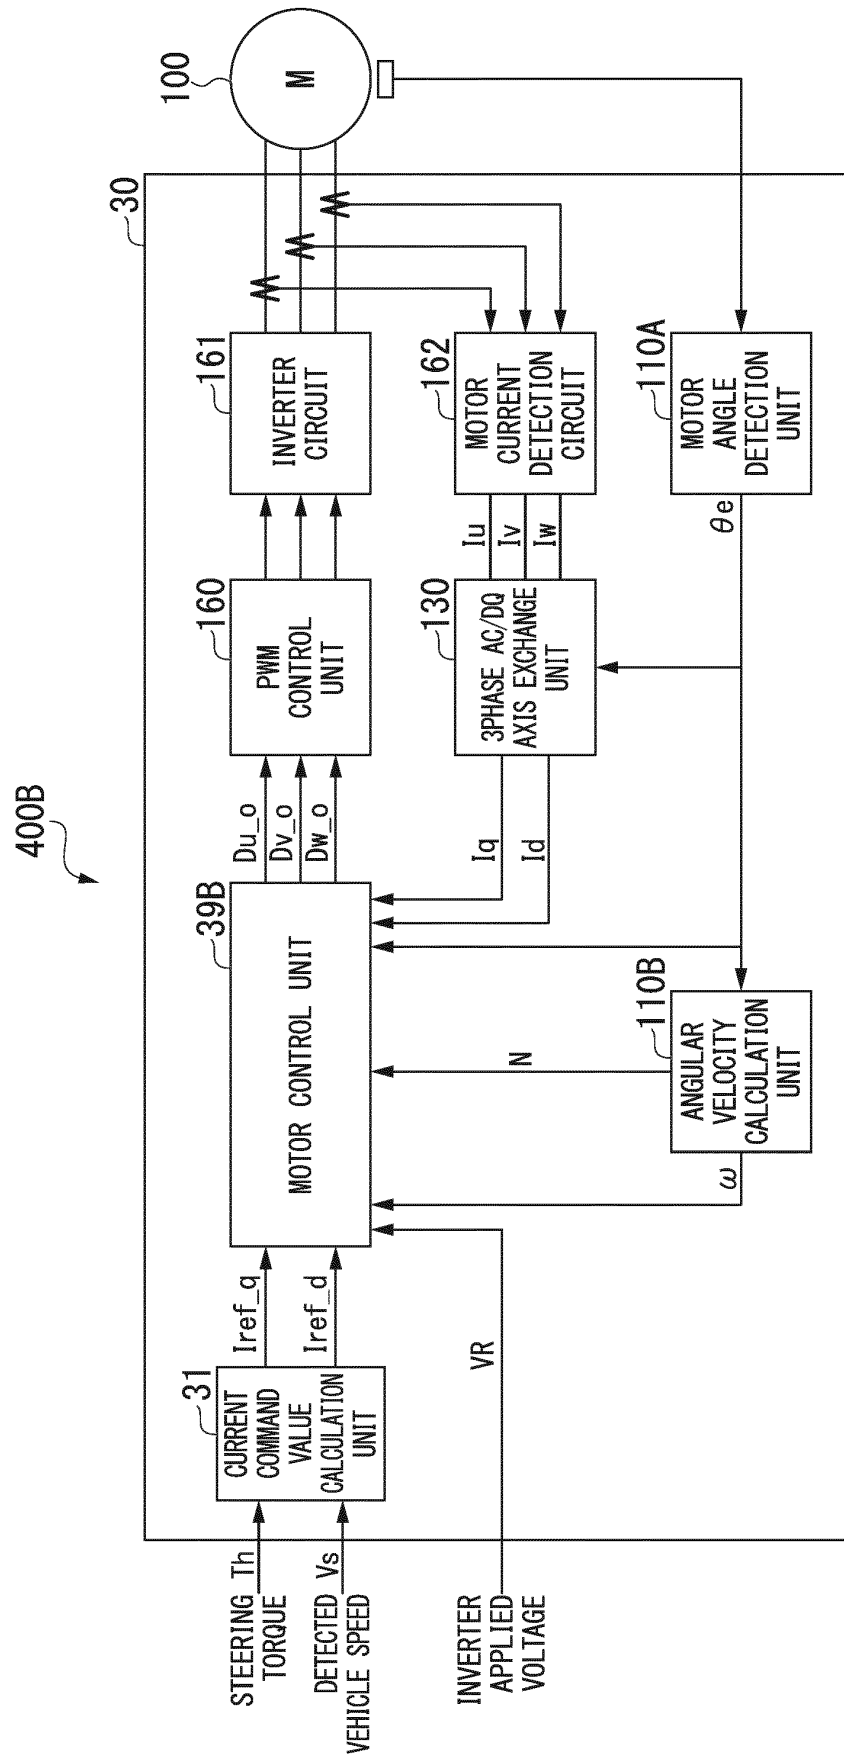 400B
30
100
M
STEERING Th
TORQUE
DETECTED Vs
VEHICLE SPEED
INVERTER
APPLIED
VOLTAGE
VR
31
CURRENT
COMMAND
VALUE
CALCULATION
UNIT
Iref_q
Iref_d
39B
MOTOR CONTROL UNIT
Du_o
Dv_o
Dw_o
160
PWM
CONTROL
UNIT
161
INVERTER
CIRCUIT
Iq
Id
130
3PHASE AC/DQ
AXIS EXCHANGE
UNIT
Iu
Iv
Iw
162
MOTOR
CURRENT
DETECTION
CIRCUIT
N
ω
110B
ANGULAR
VELOCITY
CALCULATION
UNIT
θe
110A
MOTOR
ANGLE
DETECTION
UNIT